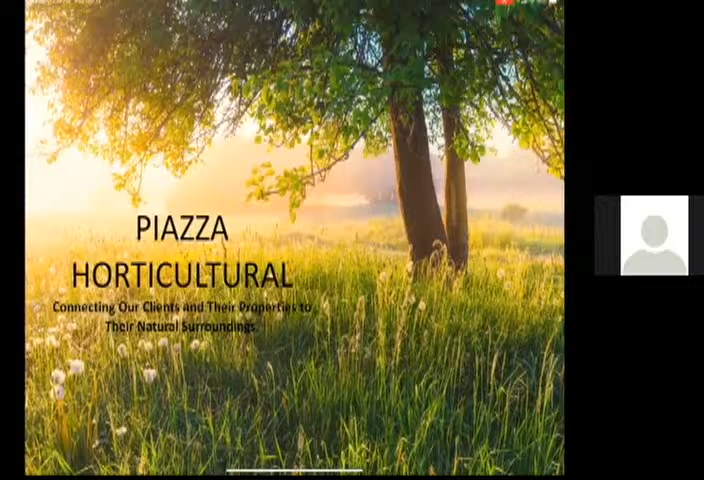 PIAZZA
HORTICULTURAL
Connecting Our Clients and Their Properties to
Their Natural Surroundings